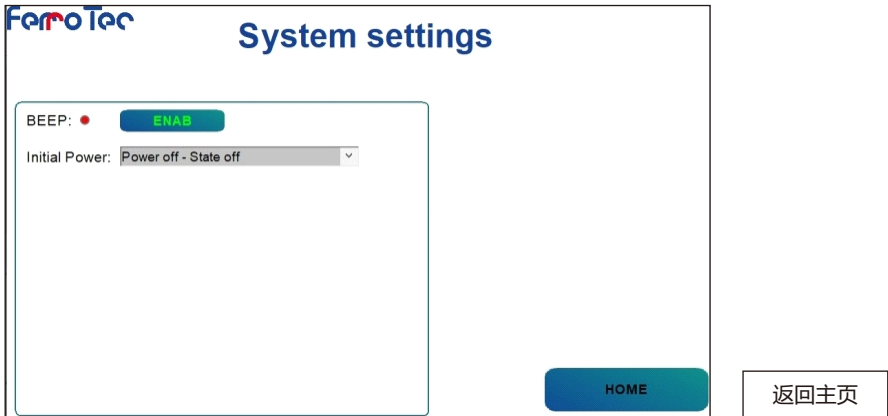 FerroTec
System settings
BEEP:
ENAB
Initial Power: Power off - State off
HOME
返回主页